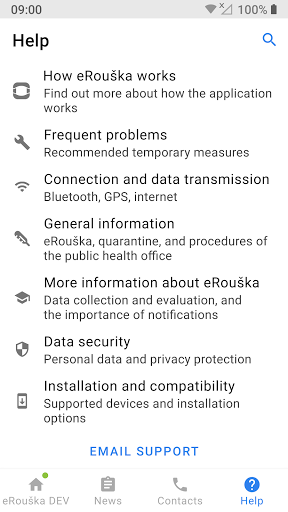 09:00
100%
Help
How eRouška works
Find out more about how the application
works
Frequent problems
Recommended temporary measures
Connection and data transmission
Bluetooth, GPS, internet
General information
eRouška, quarantine, and procedures of
the public health office
More information about eRouška
Data collection and evaluation, and
the importance of notifications
Data security
Personal data and privacy protection
Installation and compatibility
Supported devices and installation
options
EMAIL SUPPORT
eRouška DEV
News
Contacts
Help